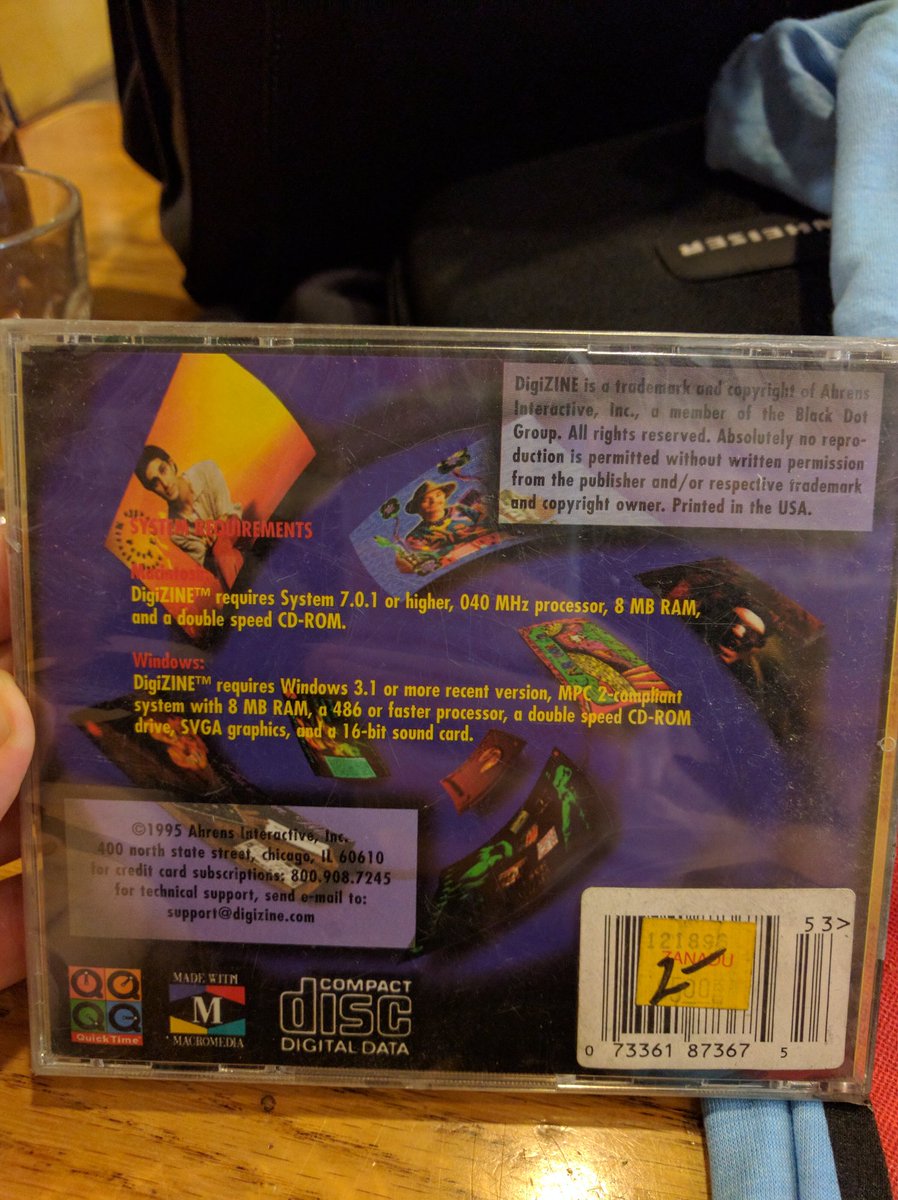 NHEISER
DigiZINE is a trademark and copyright of Ahrens
Interactive, Inc., a member of the Black Dot
Group. All rights reserved. Absolutely no repro-
duction is permitted without written permission
from the publisher and/or respective trademark
and copyright owner. Printed in the USA.
SYSTEM REQUIREMENTS
Macintosh:
DigiZINE™ requires System 7.0.1 or higher, 040 MHz processor, 8 MB RAM,
and a double speed CD-ROM.
Windows:
DigiZINE™ requires Windows 3.1 or more recent version, MPC 2-compliant
system with 8 MB RAM, a 486 or faster processor, a double speed CD-ROM
drive, SVGA graphics, and a 16-bit sound card.
©1995 Ahrens Interactive, Inc.
400 north state street, chicago, IL 60610
for credit card subscriptions: 800.908.7245
for technical support, send e-mail to:
support@digizine.com
QuickTime™
MADE WITH
M
MACROMEDIA
COMPACT
disc
DIGITAL DATA
53>
ZANADU
0 73361 87367 5